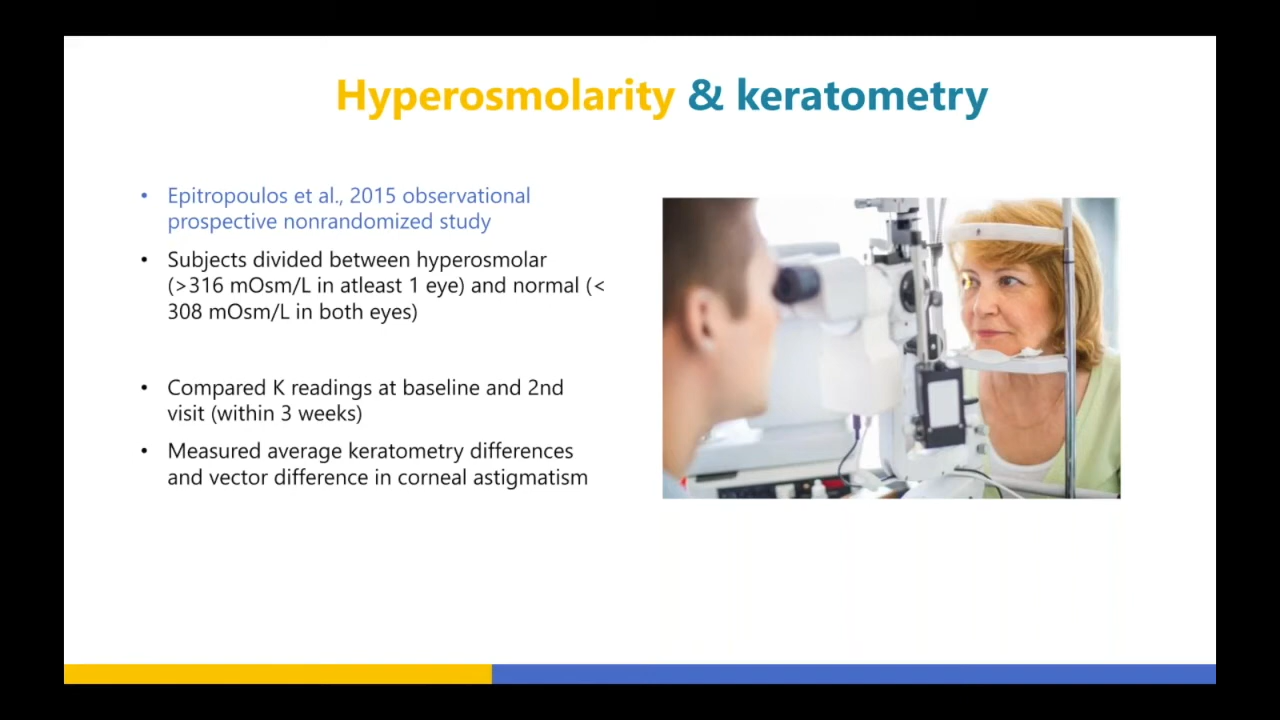 Hyperosmolarity & keratometry
• Epitropoulos et al., 2015 observational
prospective nonrandomized study
• Subjects divided between hyperosmolar
(>316 mOsm/L in atleast 1 eye) and normal (<
308 mOsm/L in both eyes)
• Compared K readings at baseline and 2nd
visit (within 3 weeks)
• Measured average keratometry differences
and vector difference in corneal astigmatism